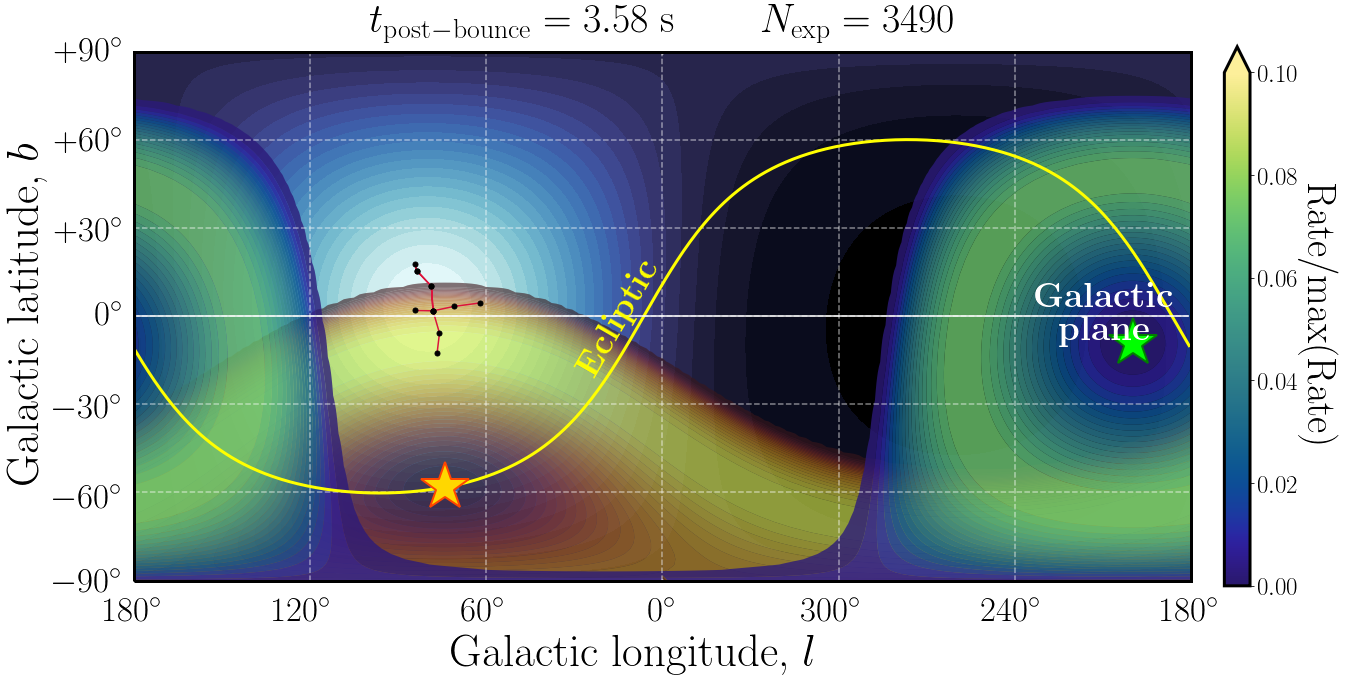 t_post−bounce = 3.58 s N_exp = 3490
+90°
+60°
+30°
0°
−30°
−60°
−90°
Galactic latitude, b
180° 120° 60° 0° 300° 240° 180°
Galactic longitude, l
Ecliptic
Galactic
plane
0.10
0.08
0.06
0.04
0.02
0.00
Rate/max(Rate)